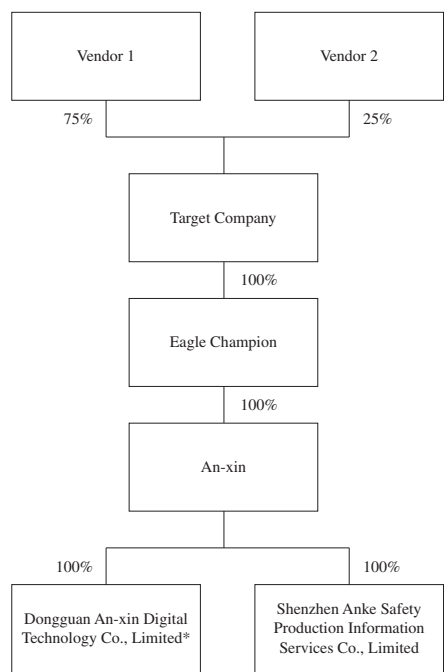 Vendor 1
Vendor 2
75%
25%
Target Company
100%
Eagle Champion
100%
An-xin
100%
100%
Dongguan An-xin Digital
Technology Co., Limited*
Shenzhen Anke Safety
Production Information
Services Co., Limited